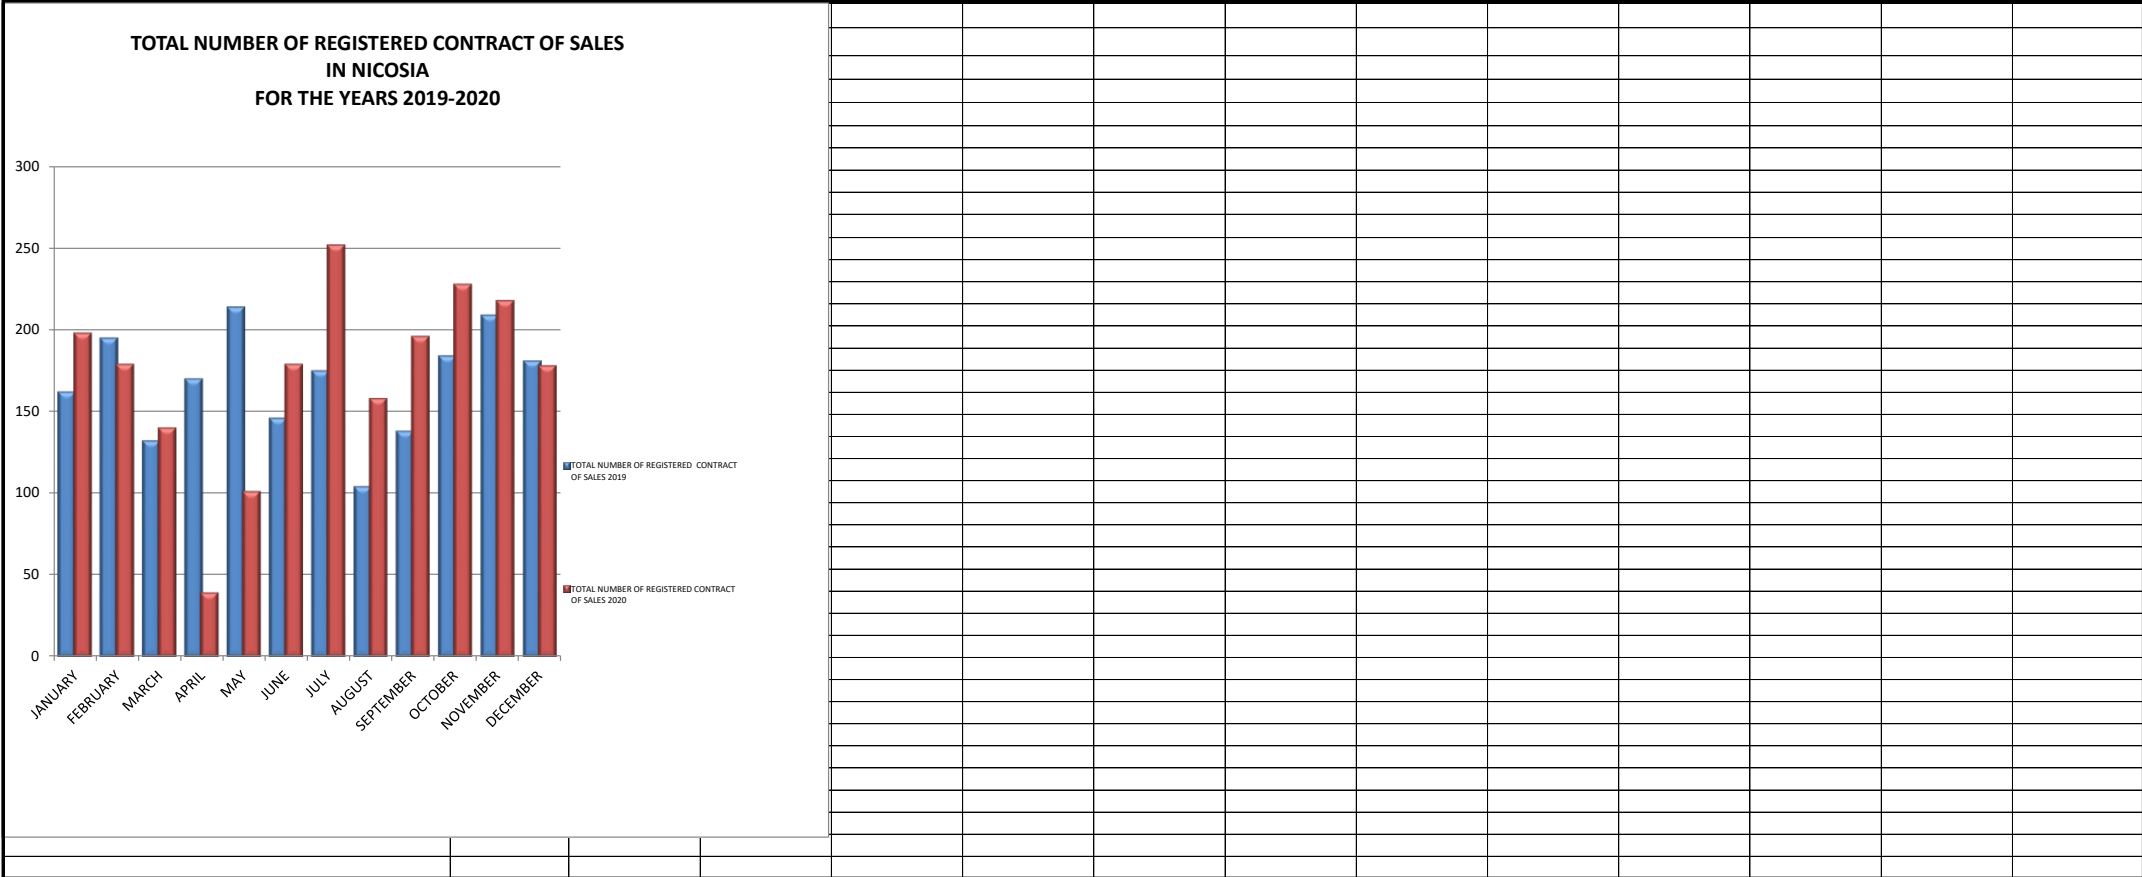 TOTAL NUMBER OF REGISTERED CONTRACT OF SALES
IN NICOSIA
FOR THE YEARS 2019-2020
300
250
200
150
100
50
0
JANUARY
FEBRUARY
MARCH
APRIL
MAY
JUNE
JULY
AUGUST
SEPTEMBER
OCTOBER
NOVEMBER
DECEMBER
TOTAL NUMBER OF REGISTERED  CONTRACT
OF SALES 2019
TOTAL NUMBER OF REGISTERED CONTRACT
OF SALES 2020